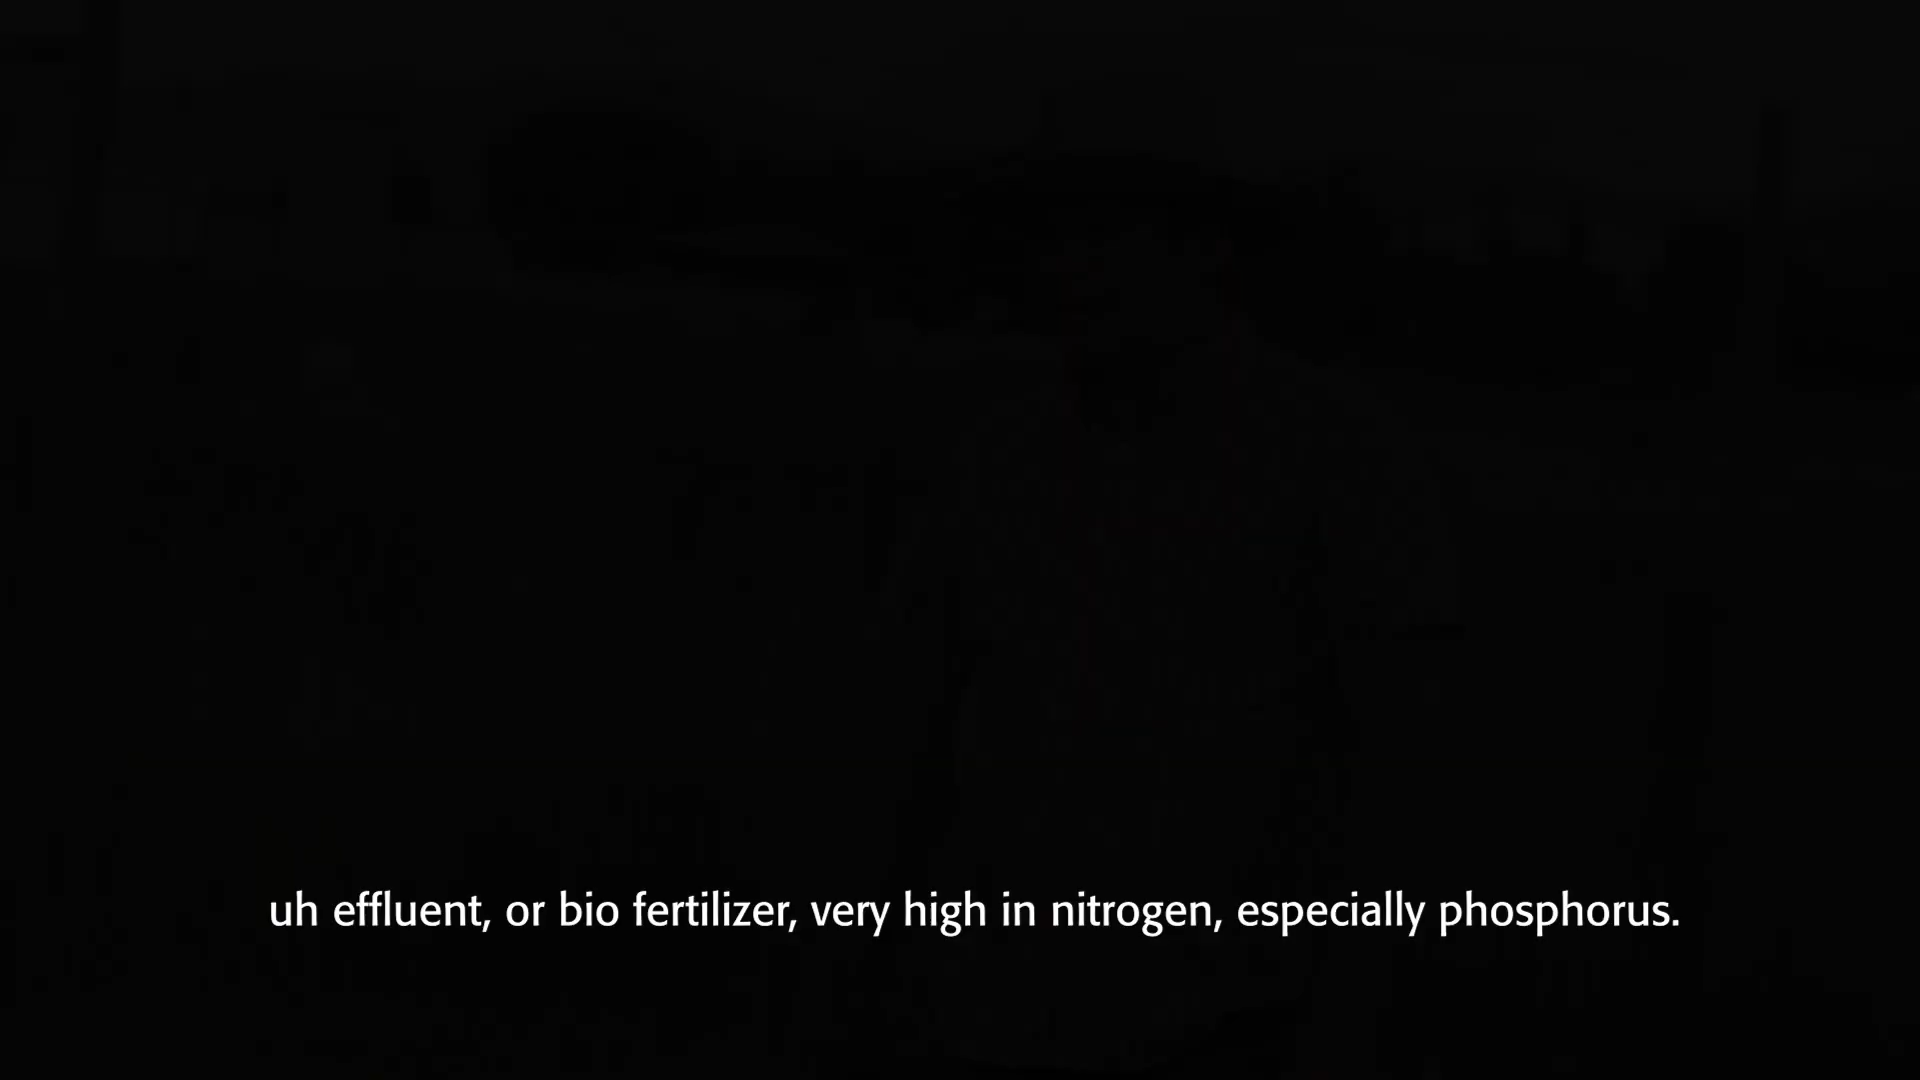 uh effluent, or bio fertilizer, very high in nitrogen, especially phosphorus.